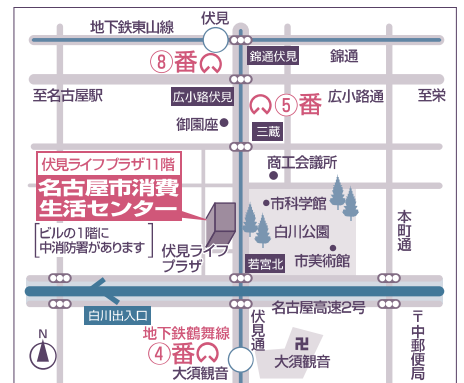 伏見
地下鉄東山線
錦通伏見
錦通
⑧番
至名古屋駅
広小路伏見
⑤番
広小路通
至栄
御園座
三蔵
商工会議所
伏見ライフプラザ11階
名古屋市消費
生活センター
ビルの1階に
中消防署があります
市科学館
白川公園
本町通
伏見ライフ
プラザ
若宮北
市美術館
白川出入口
名古屋高速2号
伏見通
N
地下鉄鶴舞線
④番
大須観音
卍
大須観音
〒中郵便局